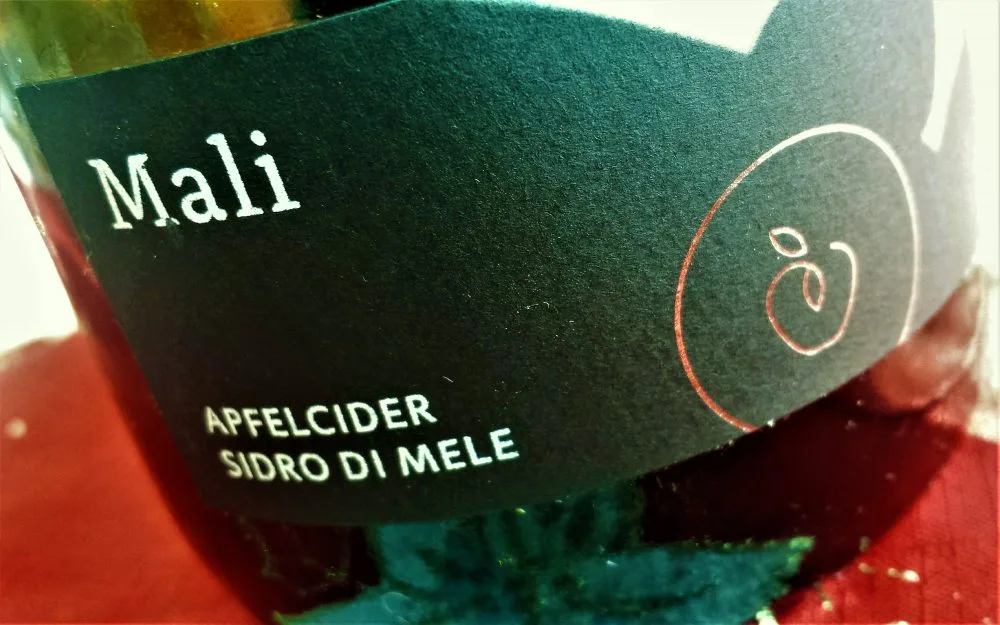 Mali
APFELCIDER
SIDRO DI MELE